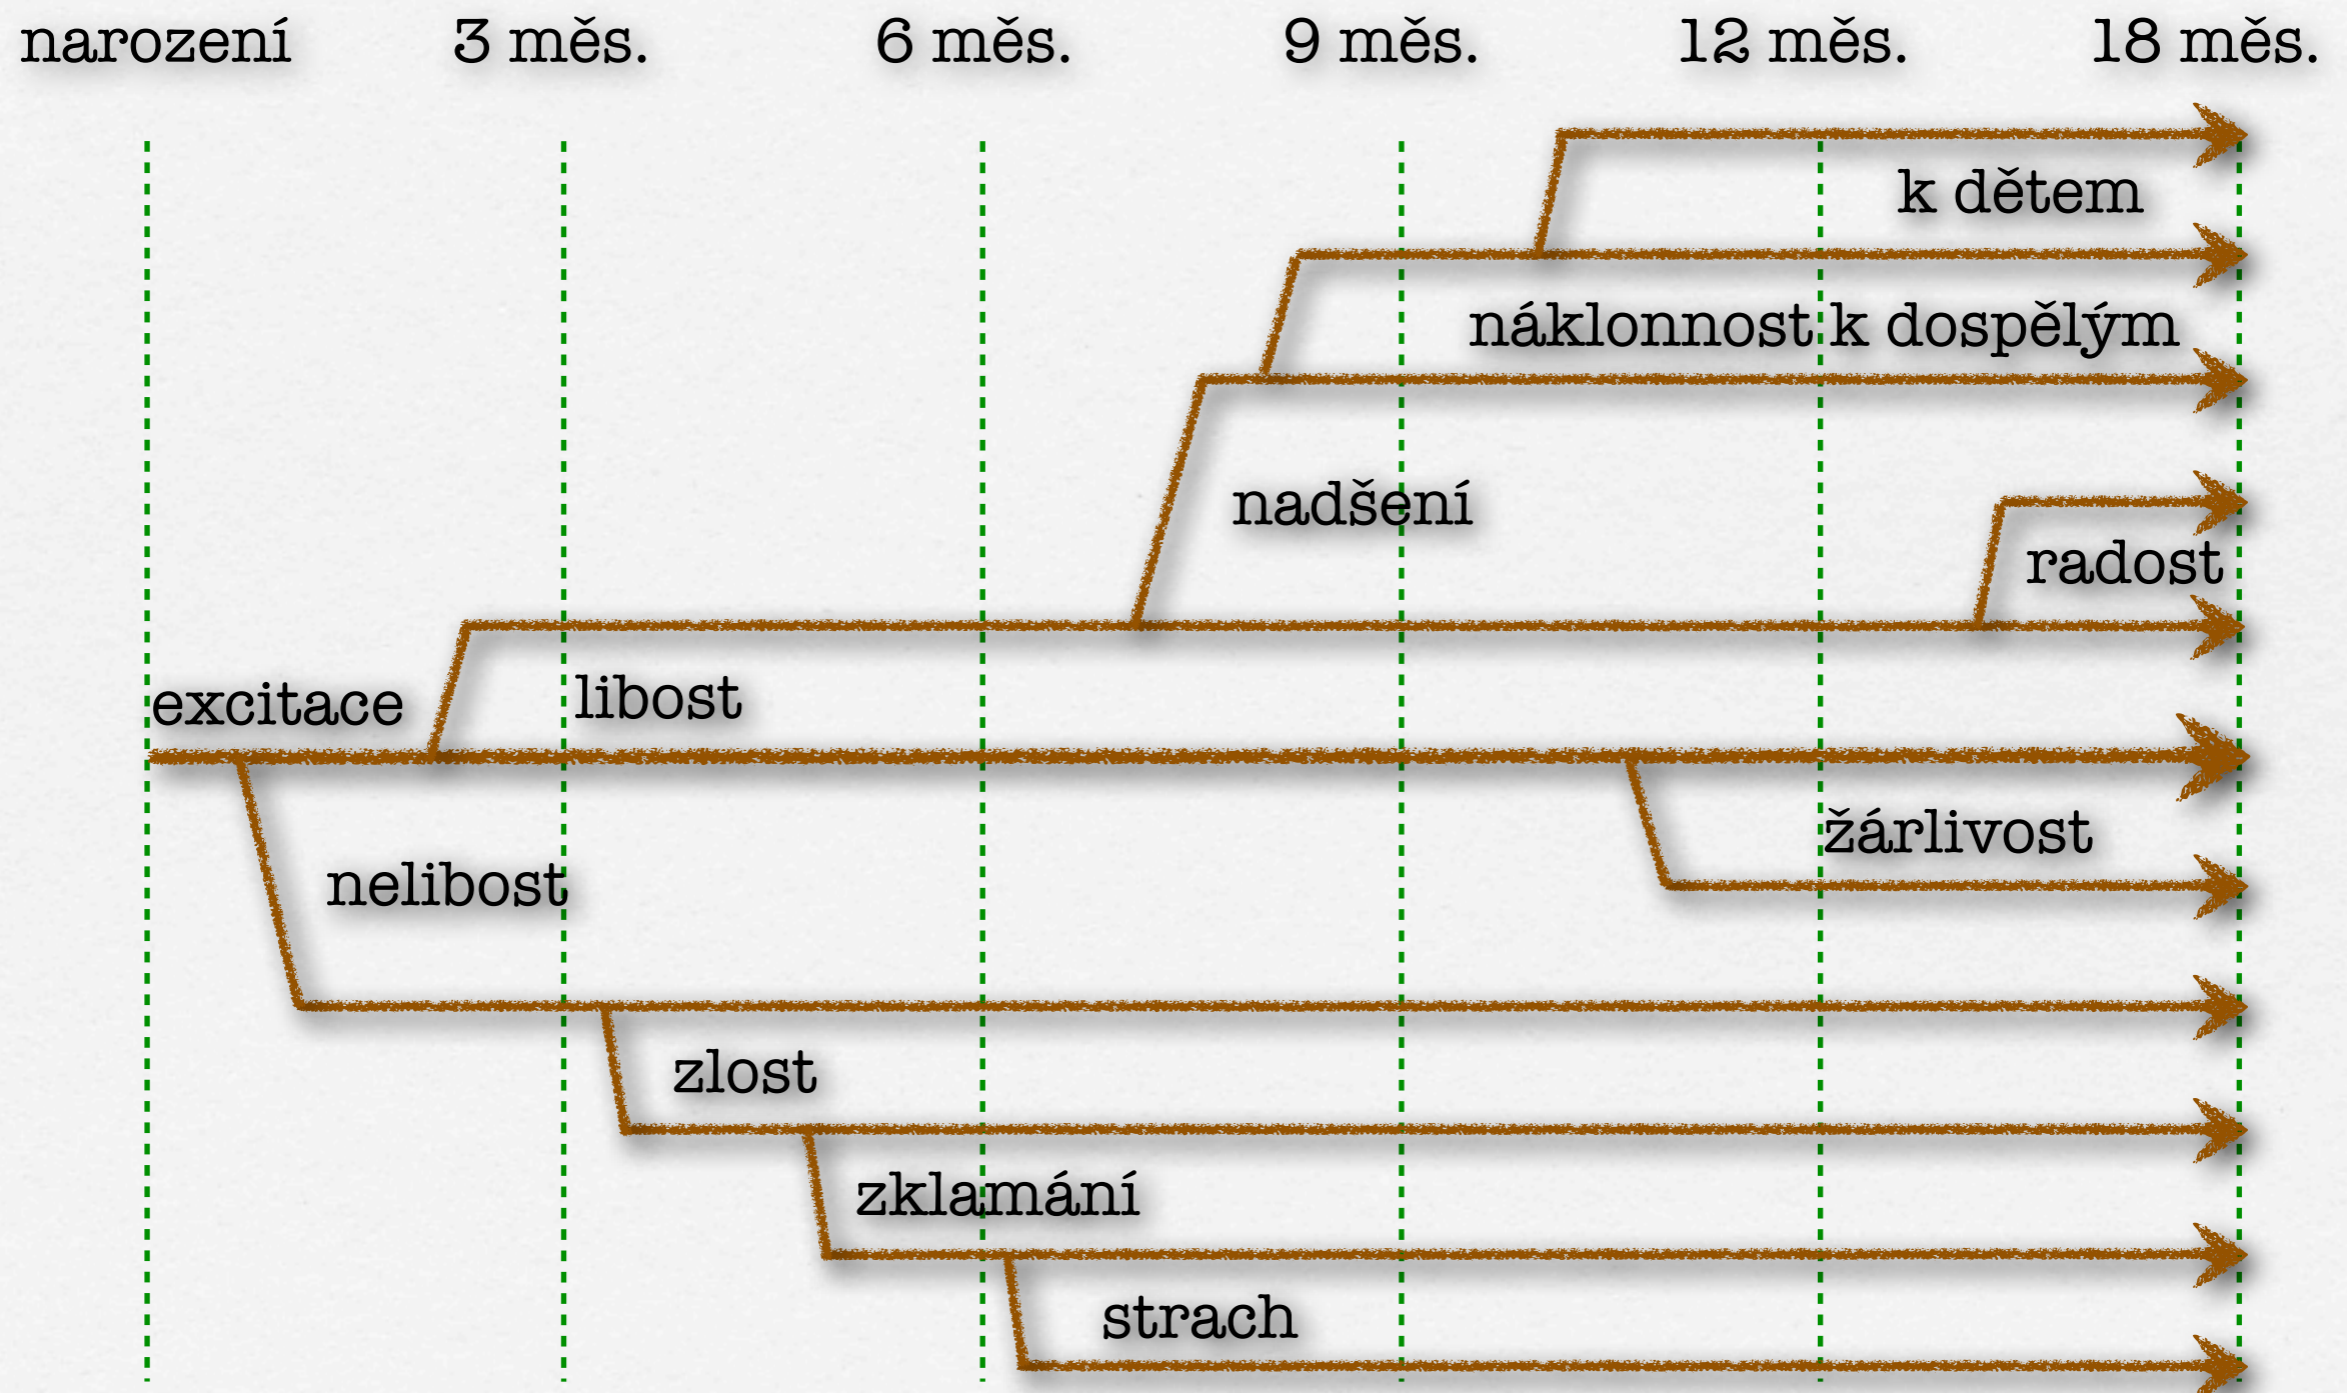 narození 3 měs. 6 měs. 9 měs. 12 měs. 18 měs.
k dětem
náklonnost k dospělým
nadšení
radost
libost
excitace
žárlivost
nelibost
zlost
zklamání
strach